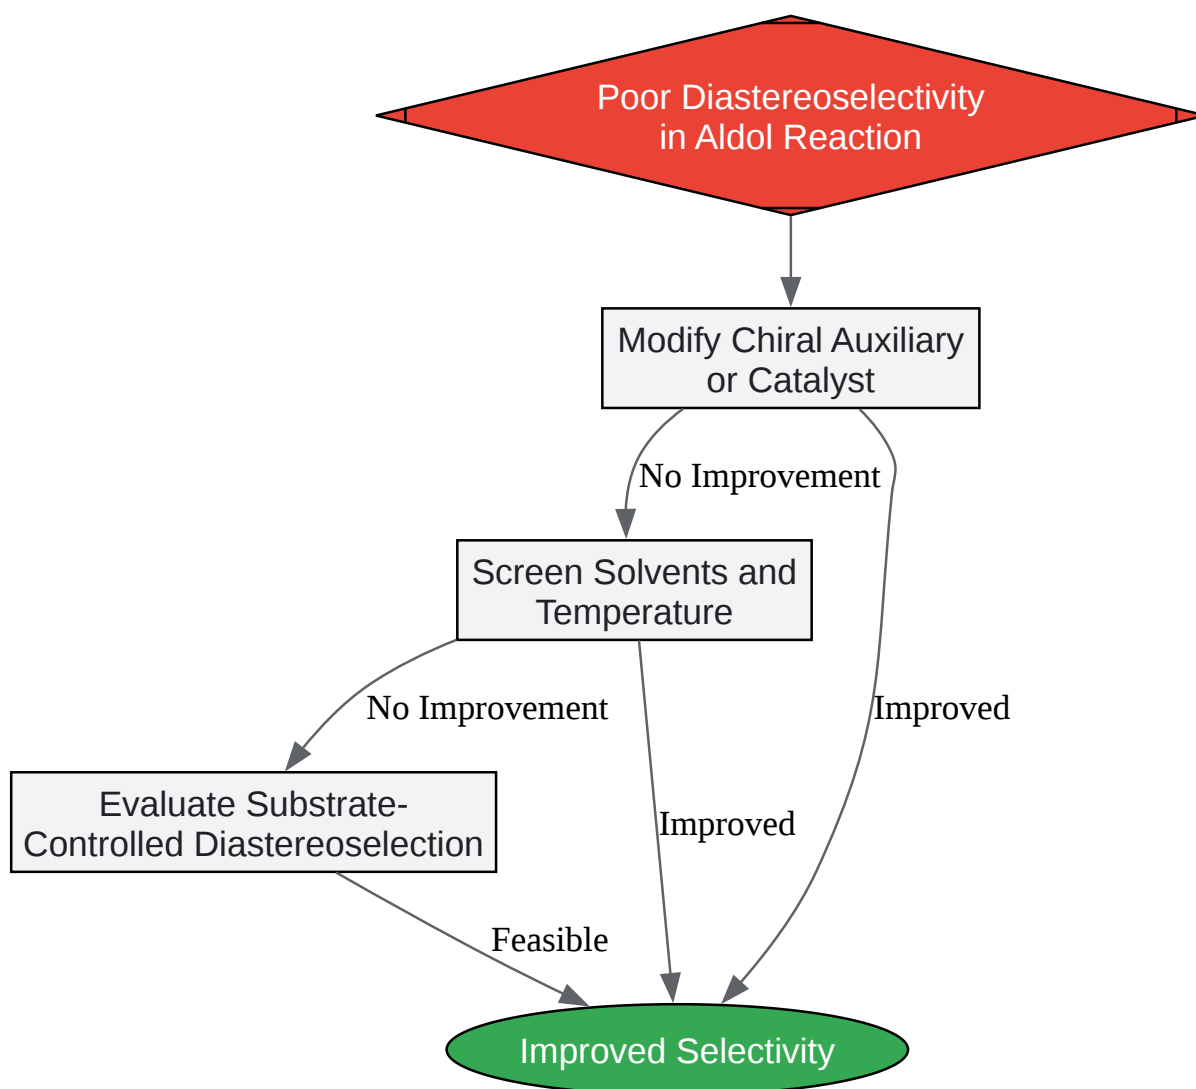 Poor Diastereoselectivity
in Aldol Reaction
Modify Chiral Auxiliary
or Catalyst
No Improvement
Screen Solvents and
Temperature
No Improvement
Improved
Evaluate Substrate-
Controlled Diastereoselection
Improved
Feasible
Improved Selectivity